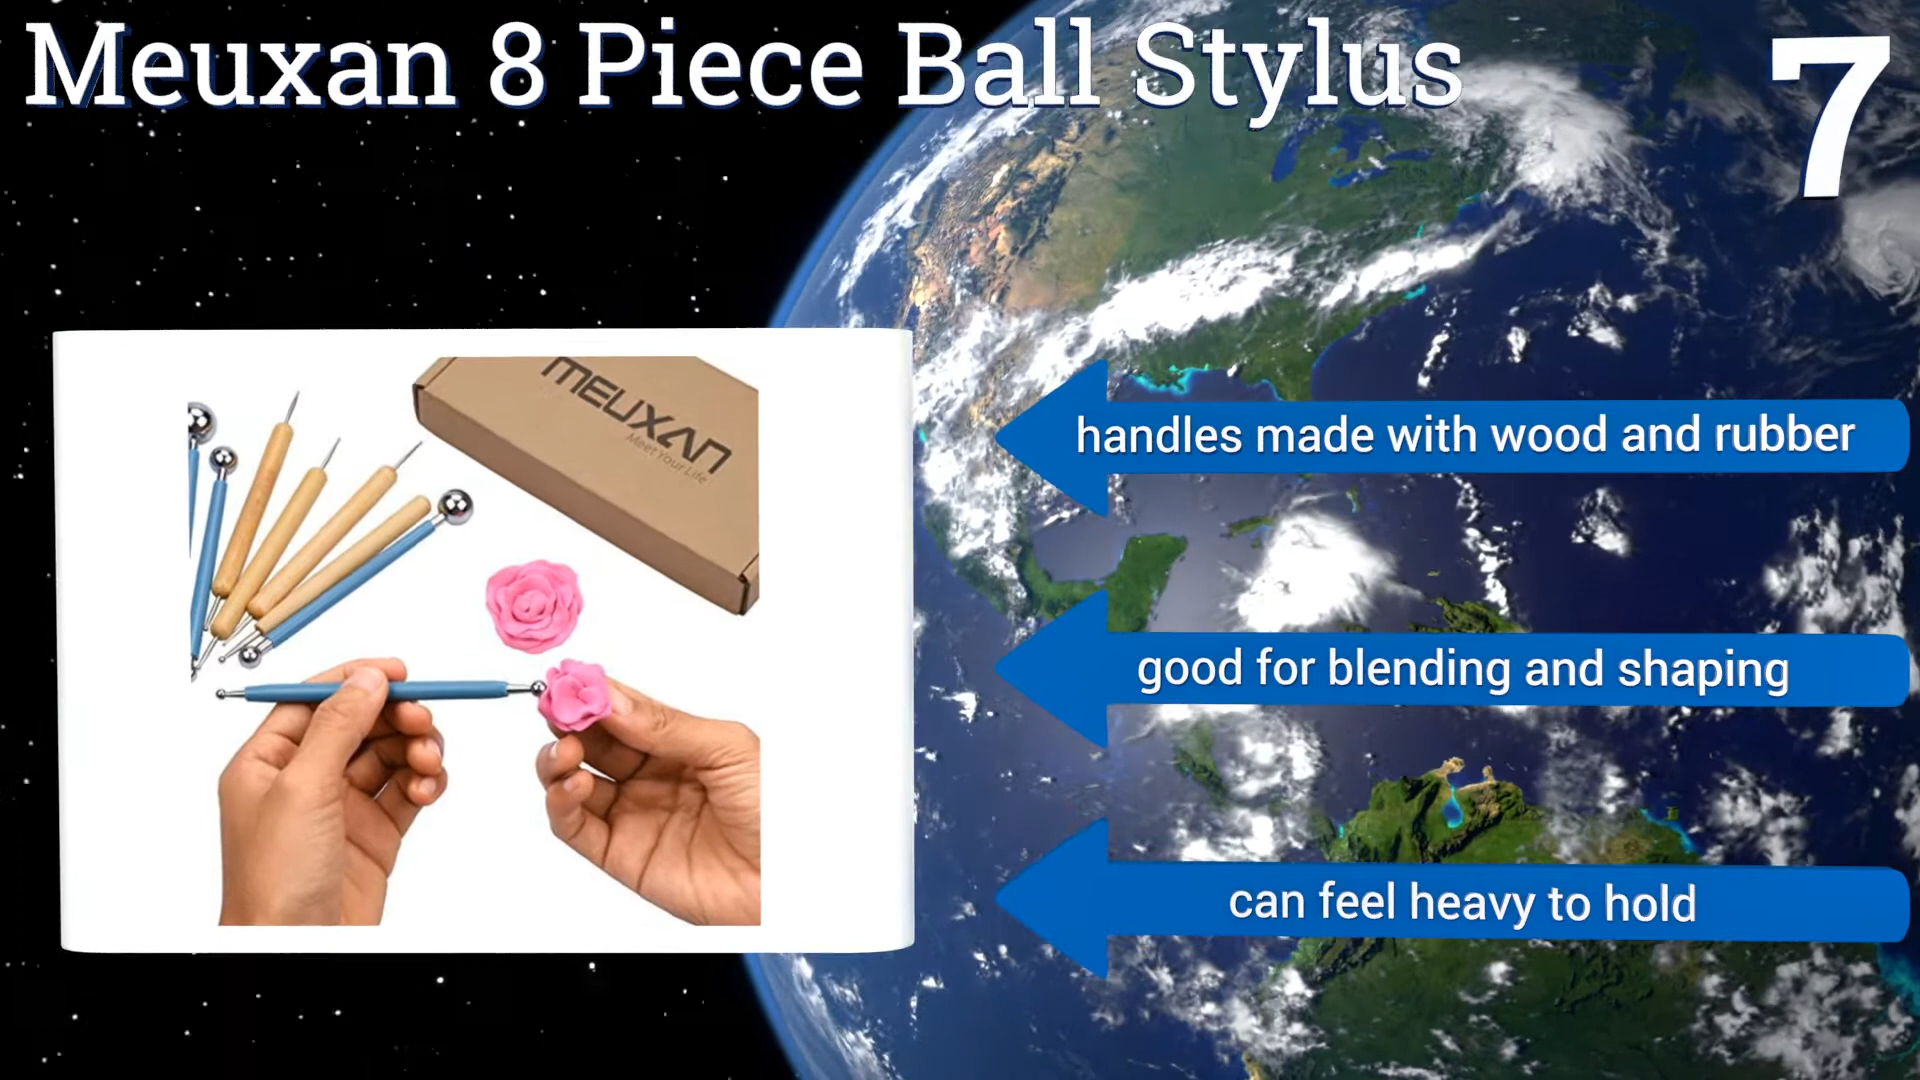 Meuxan 8 Piece Ball Stylus
7
MEUXAN
Meet Your Life
handles made with wood and rubber
good for blending and shaping
can feel heavy to hold